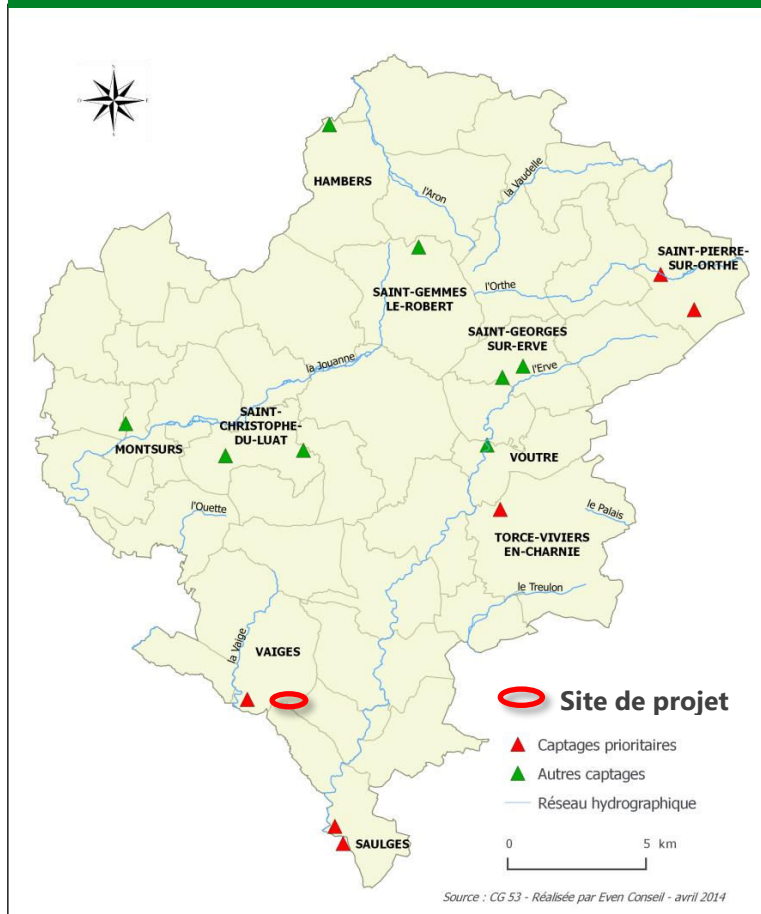 HAMBERS
l'Aron
la Vaudelle
SAINT-PIERRE-
SUR-ORTHE
SAINT-GEMMES
LE-ROBERT
l'Orthe
SAINT-GEORGES
SUR-ERVE
l'Erve
la Jouanne
SAINT-
CHRISTOPHE-
DU-LUAT
MONTSURS
VOUTRE
l'Ouette
le Palais
TORCE-VIVIERS
EN-CHARNIE
le Treulon
la Vaige
VAIGES
Site de projet
Captages prioritaires
Autres captages
Réseau hydrographique
SAULGES
0 5 km
Source : CG 53 - Réalisée par Even Conseil - avril 2014